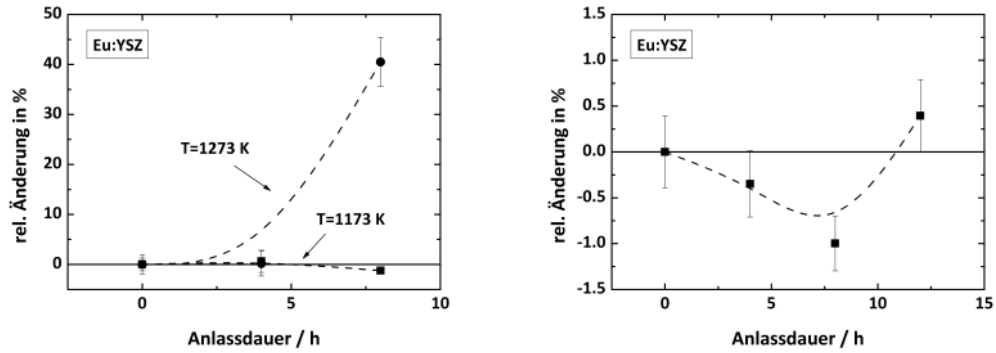 50
40
30
20
10
0
rel. Änderung in %
Eu:YSZ
T=1273 K
T=1173 K
0
5
10
Anlassdauer / h
1.5%
1.0%
0.5%
0.0%
-0.5%
-1.0%
-1.5%
rel. Änderung in %
Eu:YSZ
0
5
10
15
Anlassdauer / h